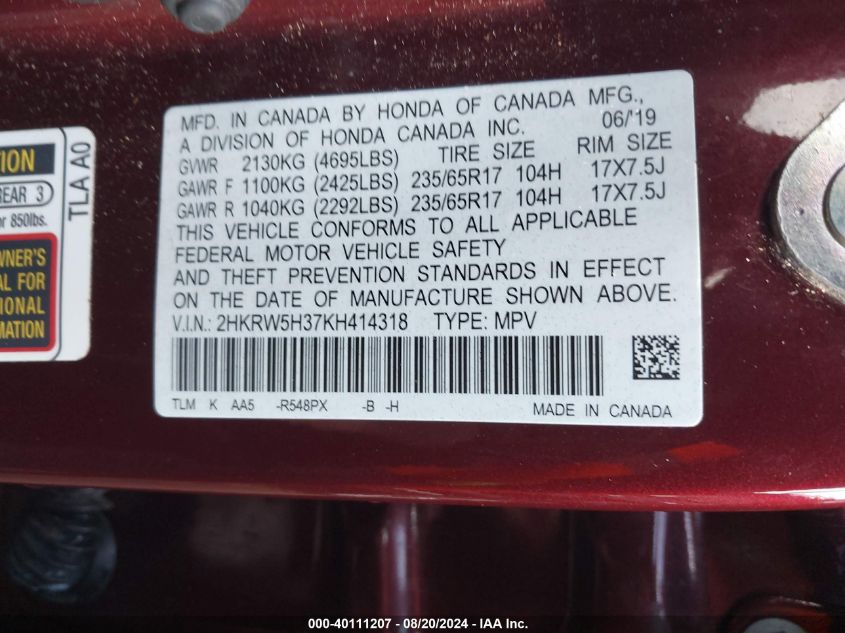 MFD. IN CANADA BY HONDA OF CANADA MFG.,
A DIVISION OF HONDA CANADA INC. 06/'19
GVWR 2130KG (4695LBS) TIRE SIZE RIM SIZE
GAWR F 1100KG (2425LBS) 235/65R17 104H 17X7.5J
GAWR R 1040KG (2292LBS) 235/65R17 104H 17X7.5J
THIS VEHICLE CONFORMS TO ALL APPLICABLE
FEDERAL MOTOR VEHICLE SAFETY
AND THEFT PREVENTION STANDARDS IN EFFECT
ON THE DATE OF MANUFACTURE SHOWN ABOVE.
V.I.N.: 2HKRW5H37KH414318 TYPE: MPV
TLM K AA5 -R548PX -B -H MADE IN CANADA
TLA A0
REAR 3
850lbs.
FOR
000-40111207 - 08/20/2024 - IAA Inc.